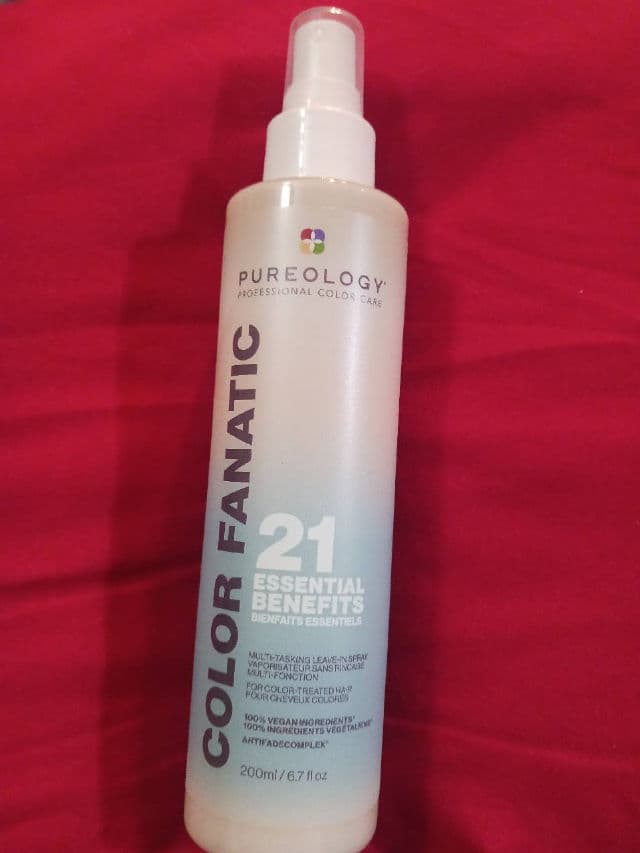 PUREOLOGY®
PROFESSIONAL COLOR CARE
COLOR FANATIC
21
ESSENTIAL
BENEFITS
BIENFAITS ESSENTIELS
MULTI-TASKING LEAVE-IN SPRAY
VAPORISATEUR SANS RINÇAGE
MULTI-FONCTION
FOR COLOR-TREATED HAIR
POUR CHEVEUX COLORÉS
100% VEGAN INGREDIENTS*
100% INGRÉDIENTS VÉGÉTALIENS*
ANTIFADECOMPLEX®
200ml / 6.7 fl oz